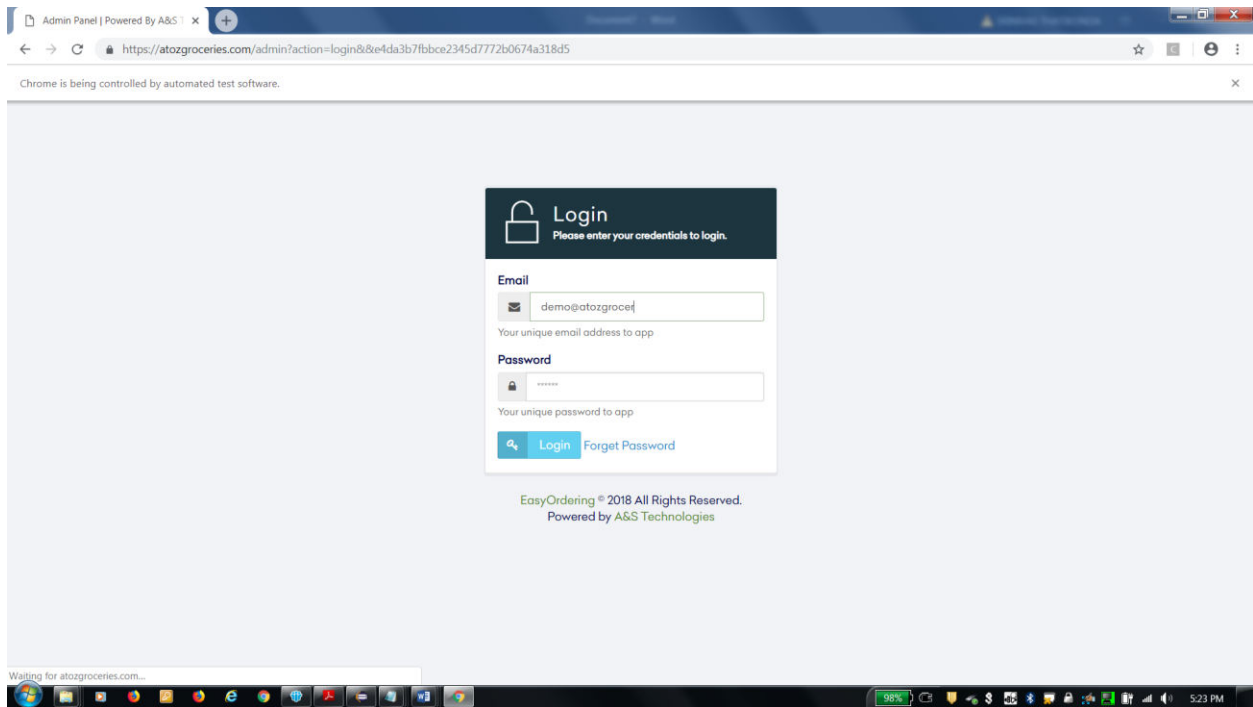 Admin Panel | Powered By A&S
https://atozgroceries.com/admin?action=login&&e4da3b7fbbce2345d7772b0674a318d5
Chrome is being controlled by automated test software.
Login
Please enter your credentials to login.
Email
demo@atozgrocer
Your unique email address to app
Password
******
Your unique password to app
Login Forget Password
EasyOrdering © 2018 All Rights Reserved.
Powered by A&S Technologies
Waiting for atozgroceries.com...
98% 5:23 PM